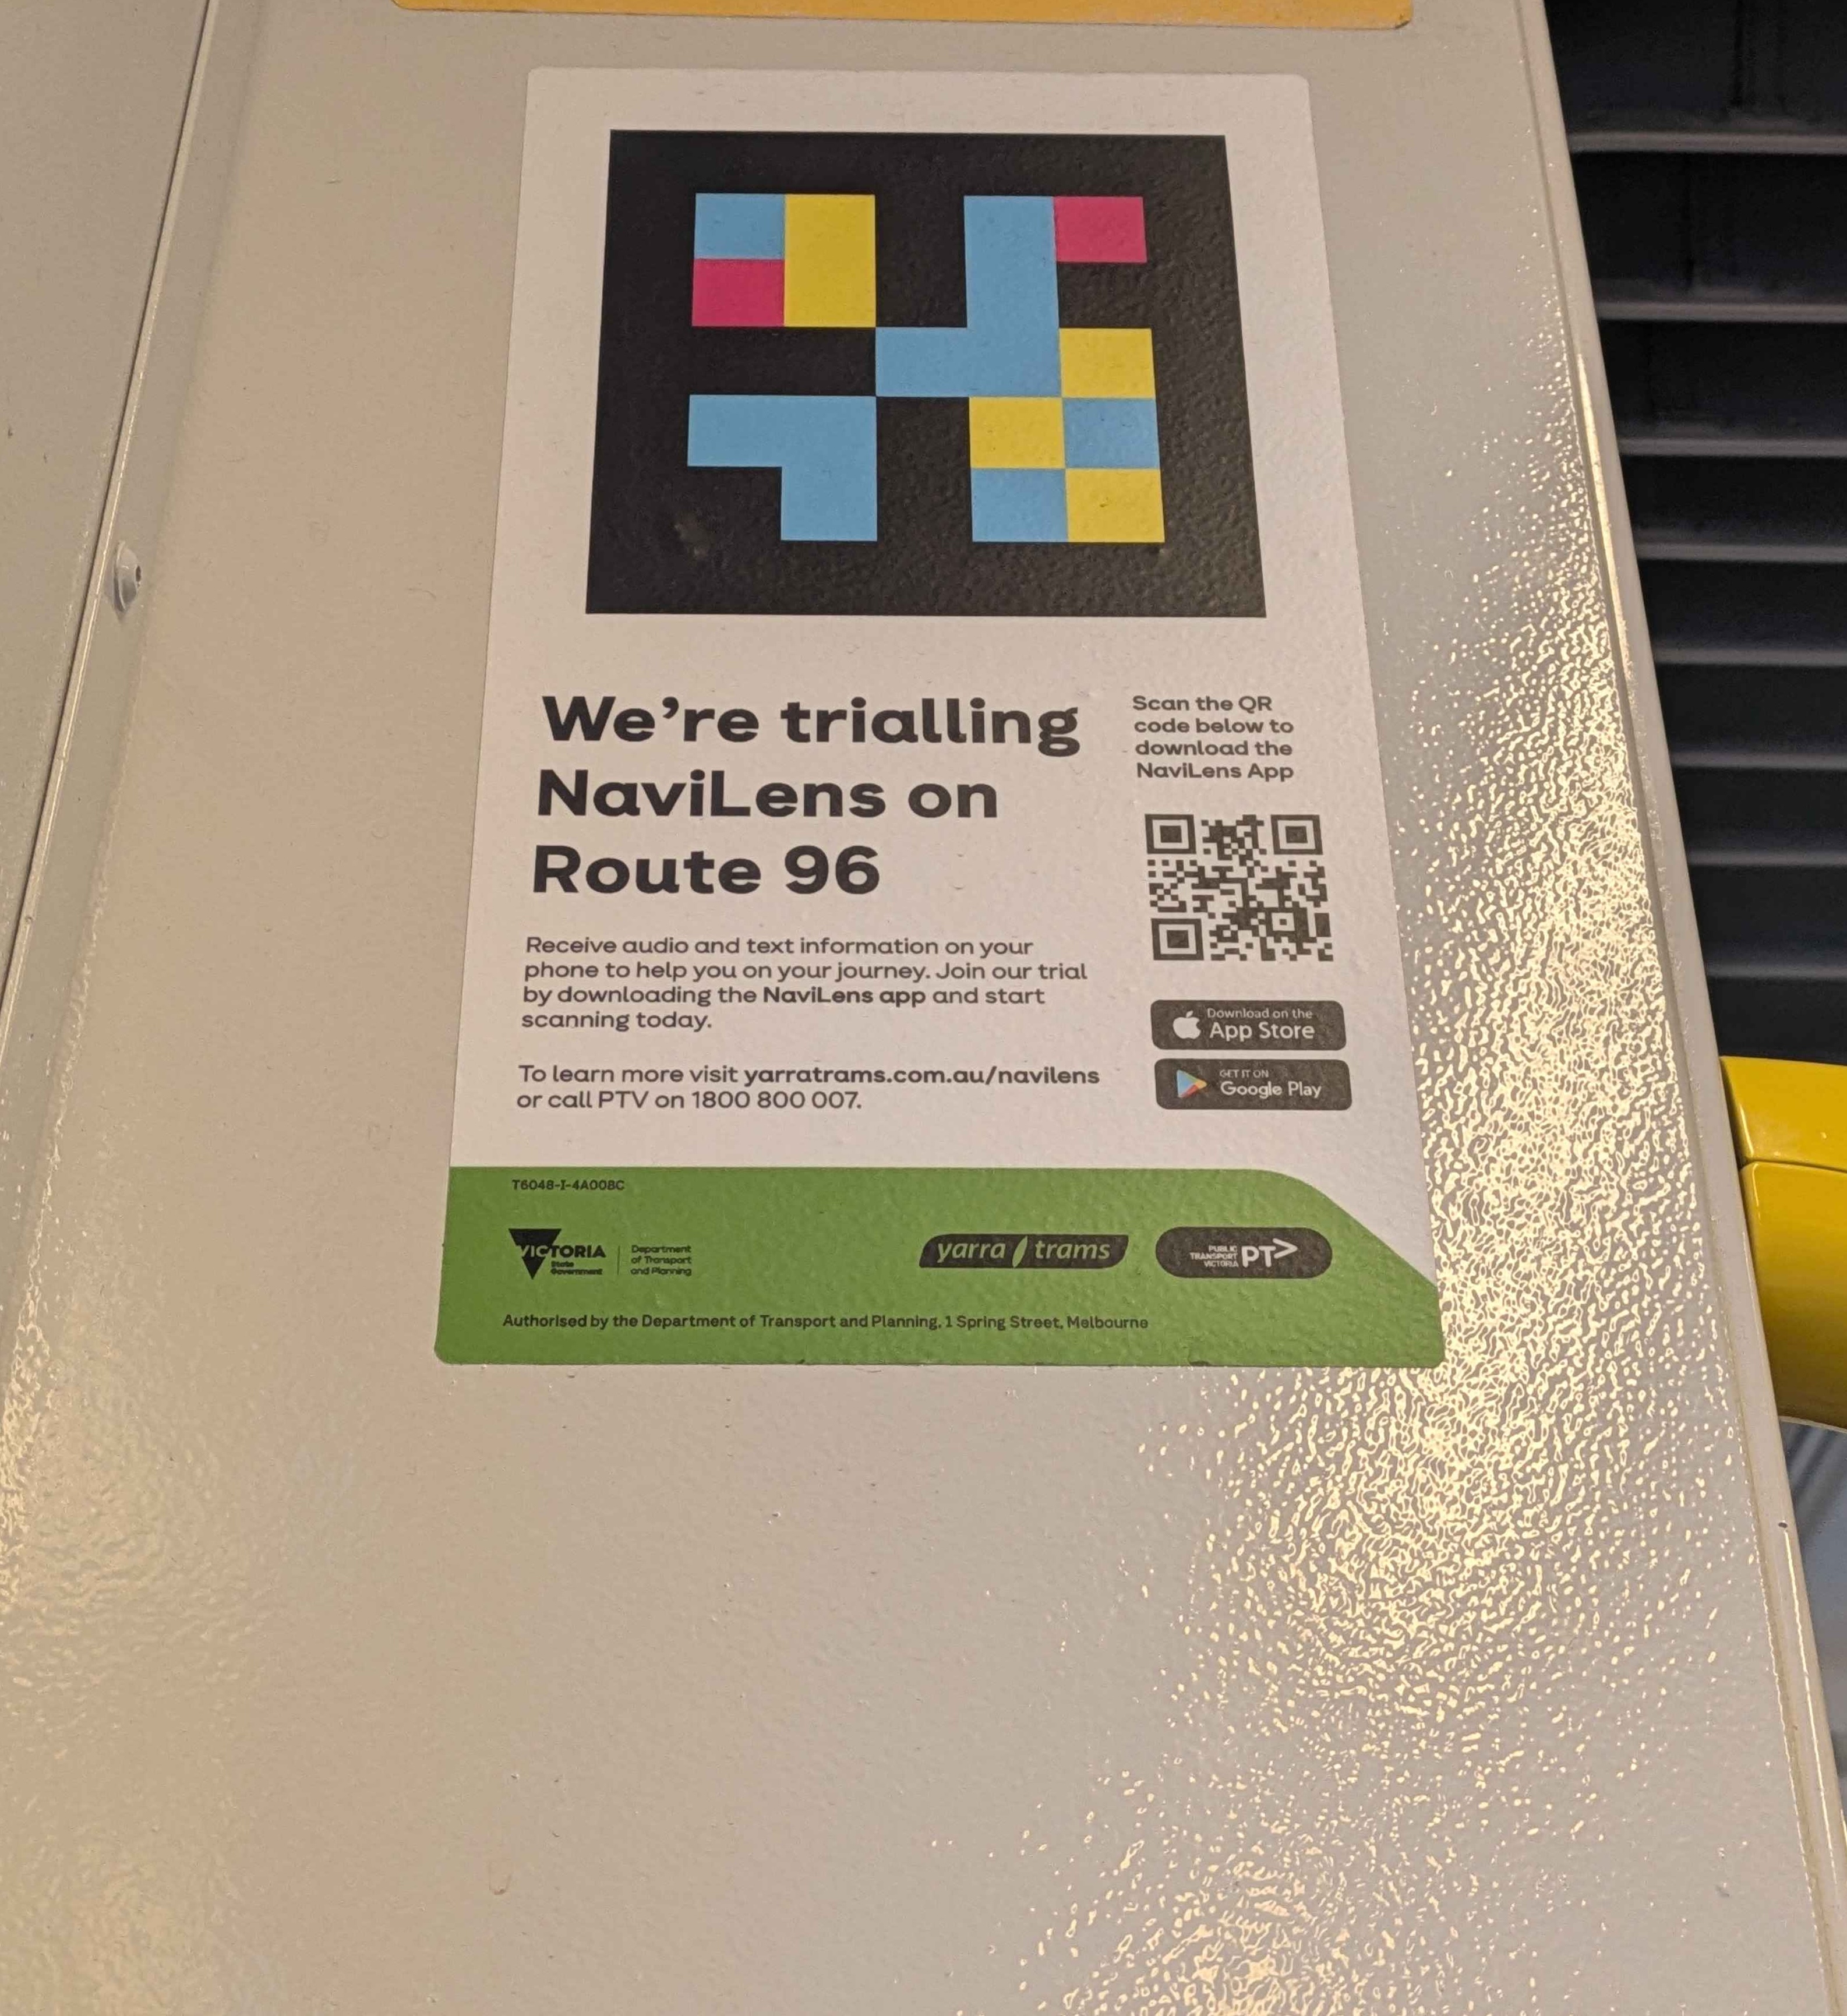 We're trialling
NaviLens on
Route 96
Receive audio and text information on your
phone to help you on your journey. Join our trial
by downloading the NaviLens app and start
scanning today.
To learn more visit yarratrams.com.au/navilens
or call PTV on 1800 800 007.
Scan the QR
code below to
download the
NaviLens App
Download on the
App Store
GET IT ON
Google Play
T6048-I-4A008C
VICTORIA
State
Government
Department
of Transport
and Planning
yarra trams
PUBLIC
TRANSPORT
VICTORIA
PT>
Authorised by the Department of Transport and Planning, 1 Spring Street, Melbourne